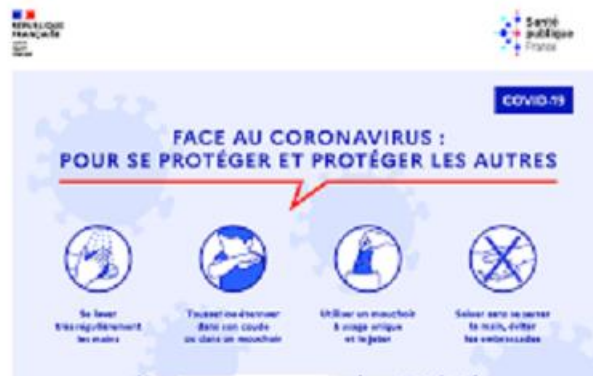 RÉPUBLIQUE
FRANÇAISE
Santé
publique
France
COVID-19
FACE AU CORONAVIRUS :
POUR SE PROTÉGER ET PROTÉGER LES AUTRES
Se laver
très régulièrement
les mains
Tousser ou éternuer
dans son coude
ou dans un mouchoir
Utiliser un mouchoir
à usage unique
et le jeter
Saluer sans se serrer
la main, éviter
les embrassades